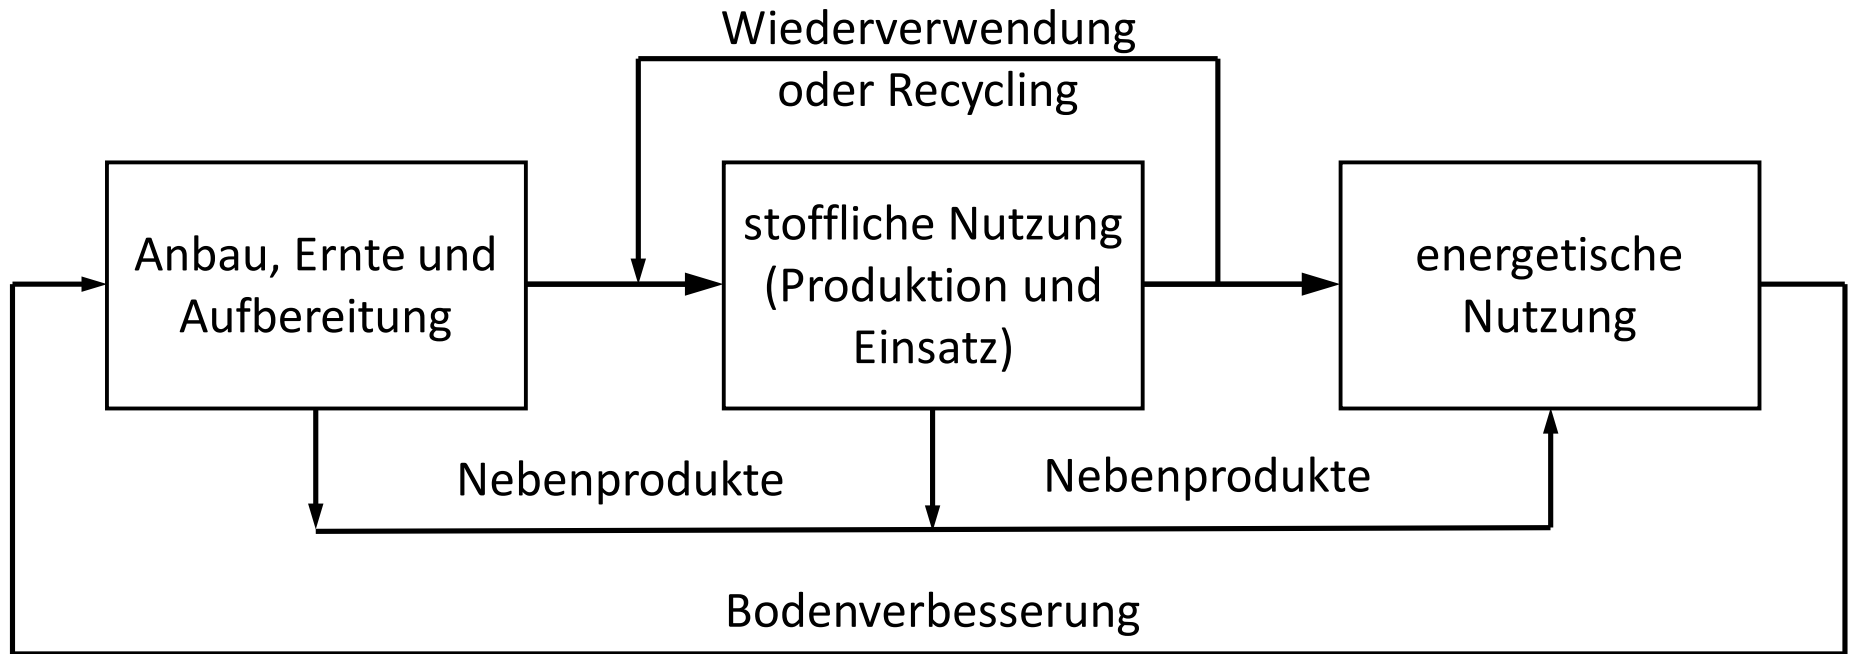 Wiederverwendung
oder Recycling
Anbau, Ernte und
Aufbereitung
stoffliche Nutzung
(Produktion und
Einsatz)
energetische
Nutzung
Nebenprodukte
Nebenprodukte
Bodenverbesserung